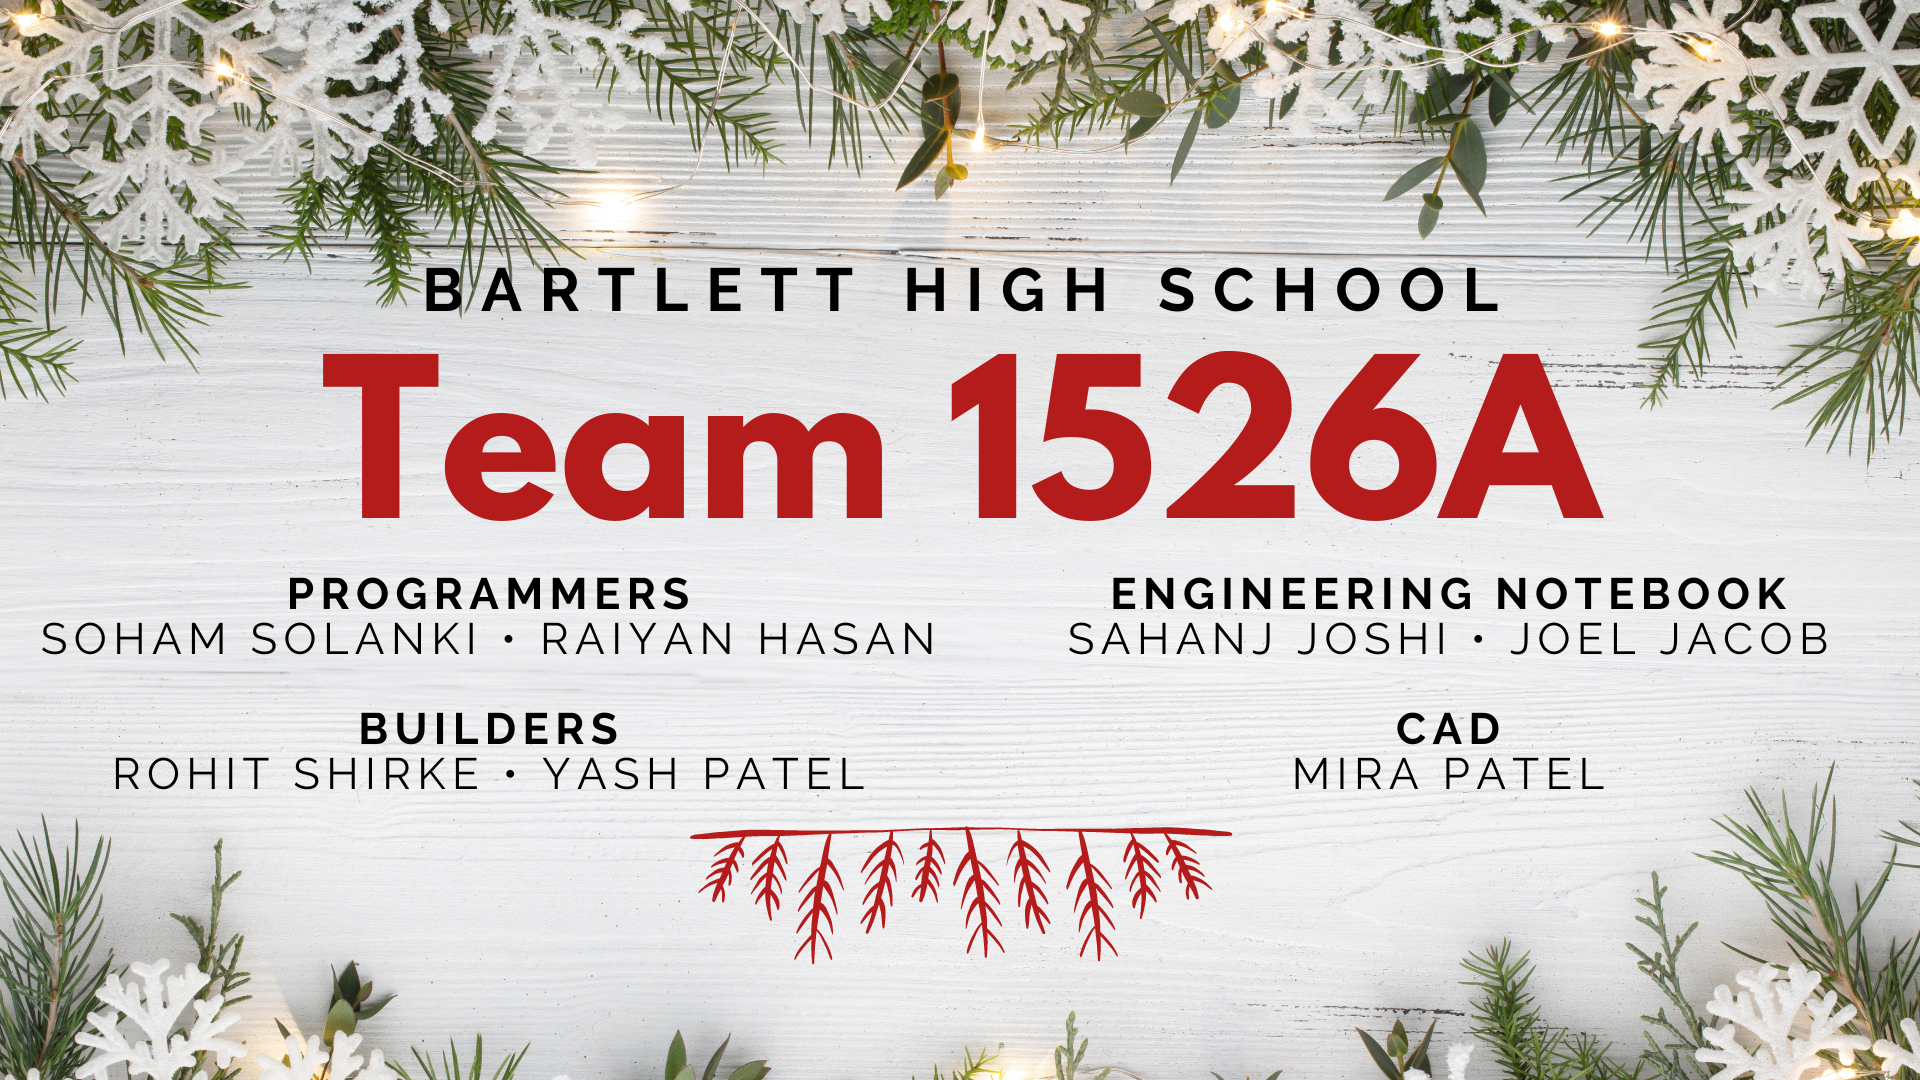 BARTLETT HIGH SCHOOL
Team 1526A
PROGRAMMERS
SOHAM SOLANKI • RAIYAN HASAN
ENGINEERING NOTEBOOK
SAHANJ JOSHI • JOEL JACOB
BUILDERS
ROHIT SHIRKE • YASH PATEL
CAD
MIRA PATEL